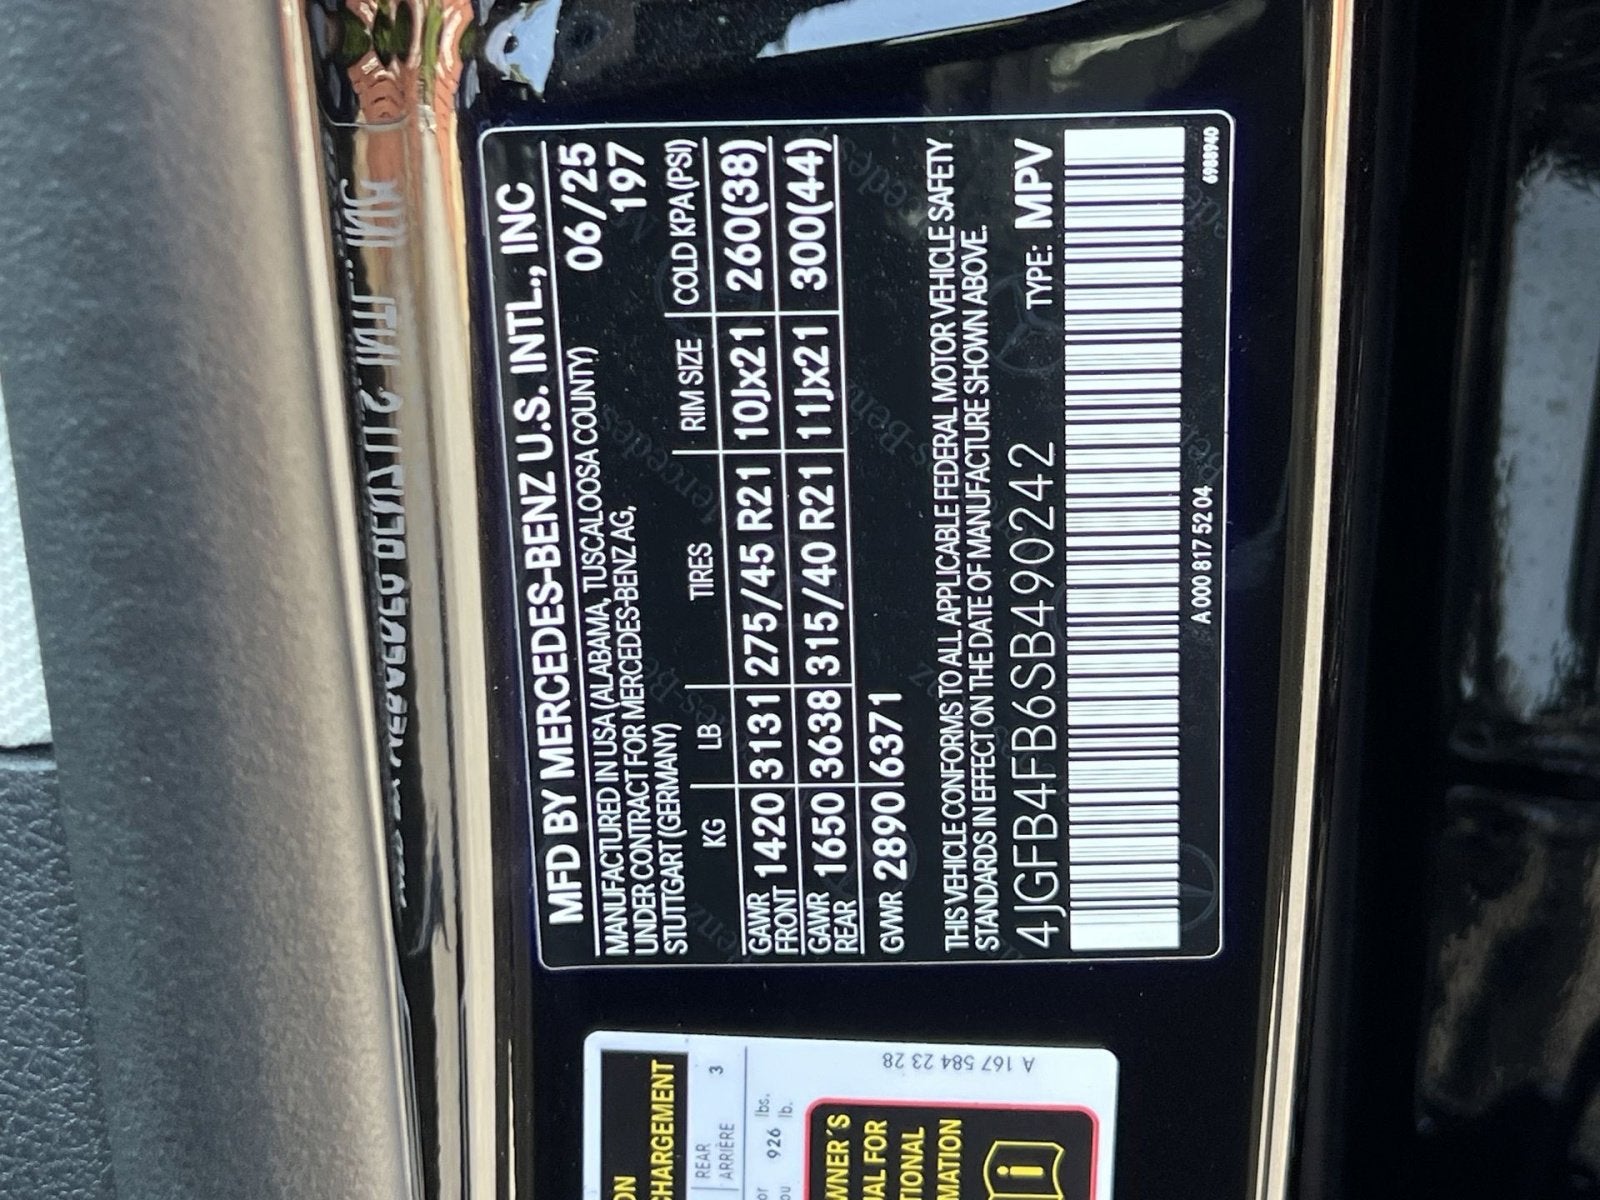 MFD BY MERCEDES-BENZ U.S. INTL., INC
MANUFACTURED IN USA (ALABAMA, TUSCALOOSA COUNTY) 06/25
UNDER CONTRACT FOR MERCEDES-BENZ AG, 197
STUTTGART (GERMANY)
KG LB TIRES RIM SIZE COLD KPA (PSI)
GAWR FRONT 1420 3131 275/45 R21 10Jx21 260(38)
GAWR REAR 1650 3638 315/40 R21 11Jx21 300(44)
GVWR 2890 6371
THIS VEHICLE CONFORMS TO ALL APPLICABLE FEDERAL MOTOR VEHICLE SAFETY
STANDARDS IN EFFECT ON THE DATE OF MANUFACTURE SHOWN ABOVE.
4JGFB4FB6SB490242 TYPE: MPV
A 000 817 52 04 6988940
CHARGEMENT
REAR 3
ARRIÈRE
926 lbs.
lb.
A 167 584 23 28